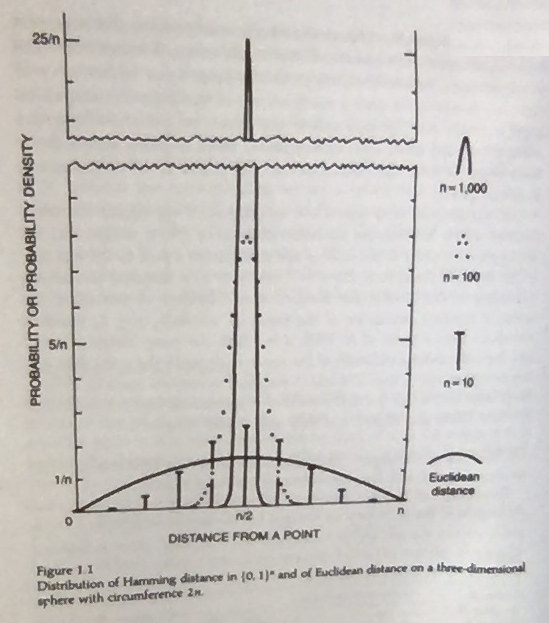 25/n
PROBABILITY OR PROBABILITY DENSITY
n=1,000
n=100
5/n
n=10
1/n
Euclidean
distance
0
n/2
n
DISTANCE FROM A POINT
Figure 1.1
Distribution of Hamming distance in {0, 1}ⁿ and of Euclidean distance on a three-dimensional
sphere with circumference 2n.